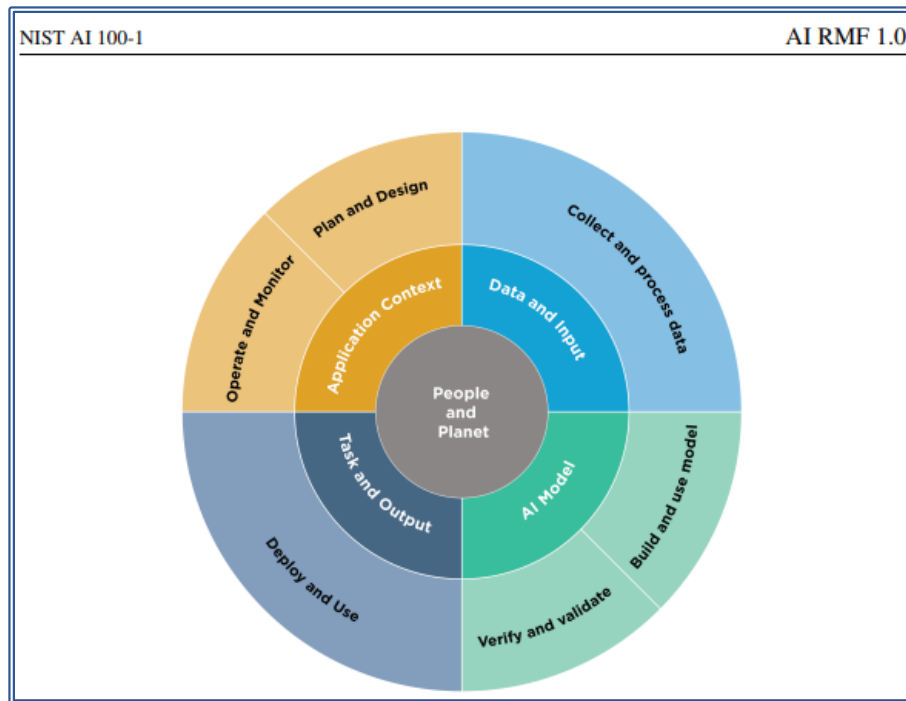 NIST AI 100-1
AI RMF 1.0
Plan and Design
Collect and process data
Operate and Monitor
Application Context
Data and Input
People
and
Planet
Task and Output
AI Model
Build and use model
Deploy and Use
Verify and validate